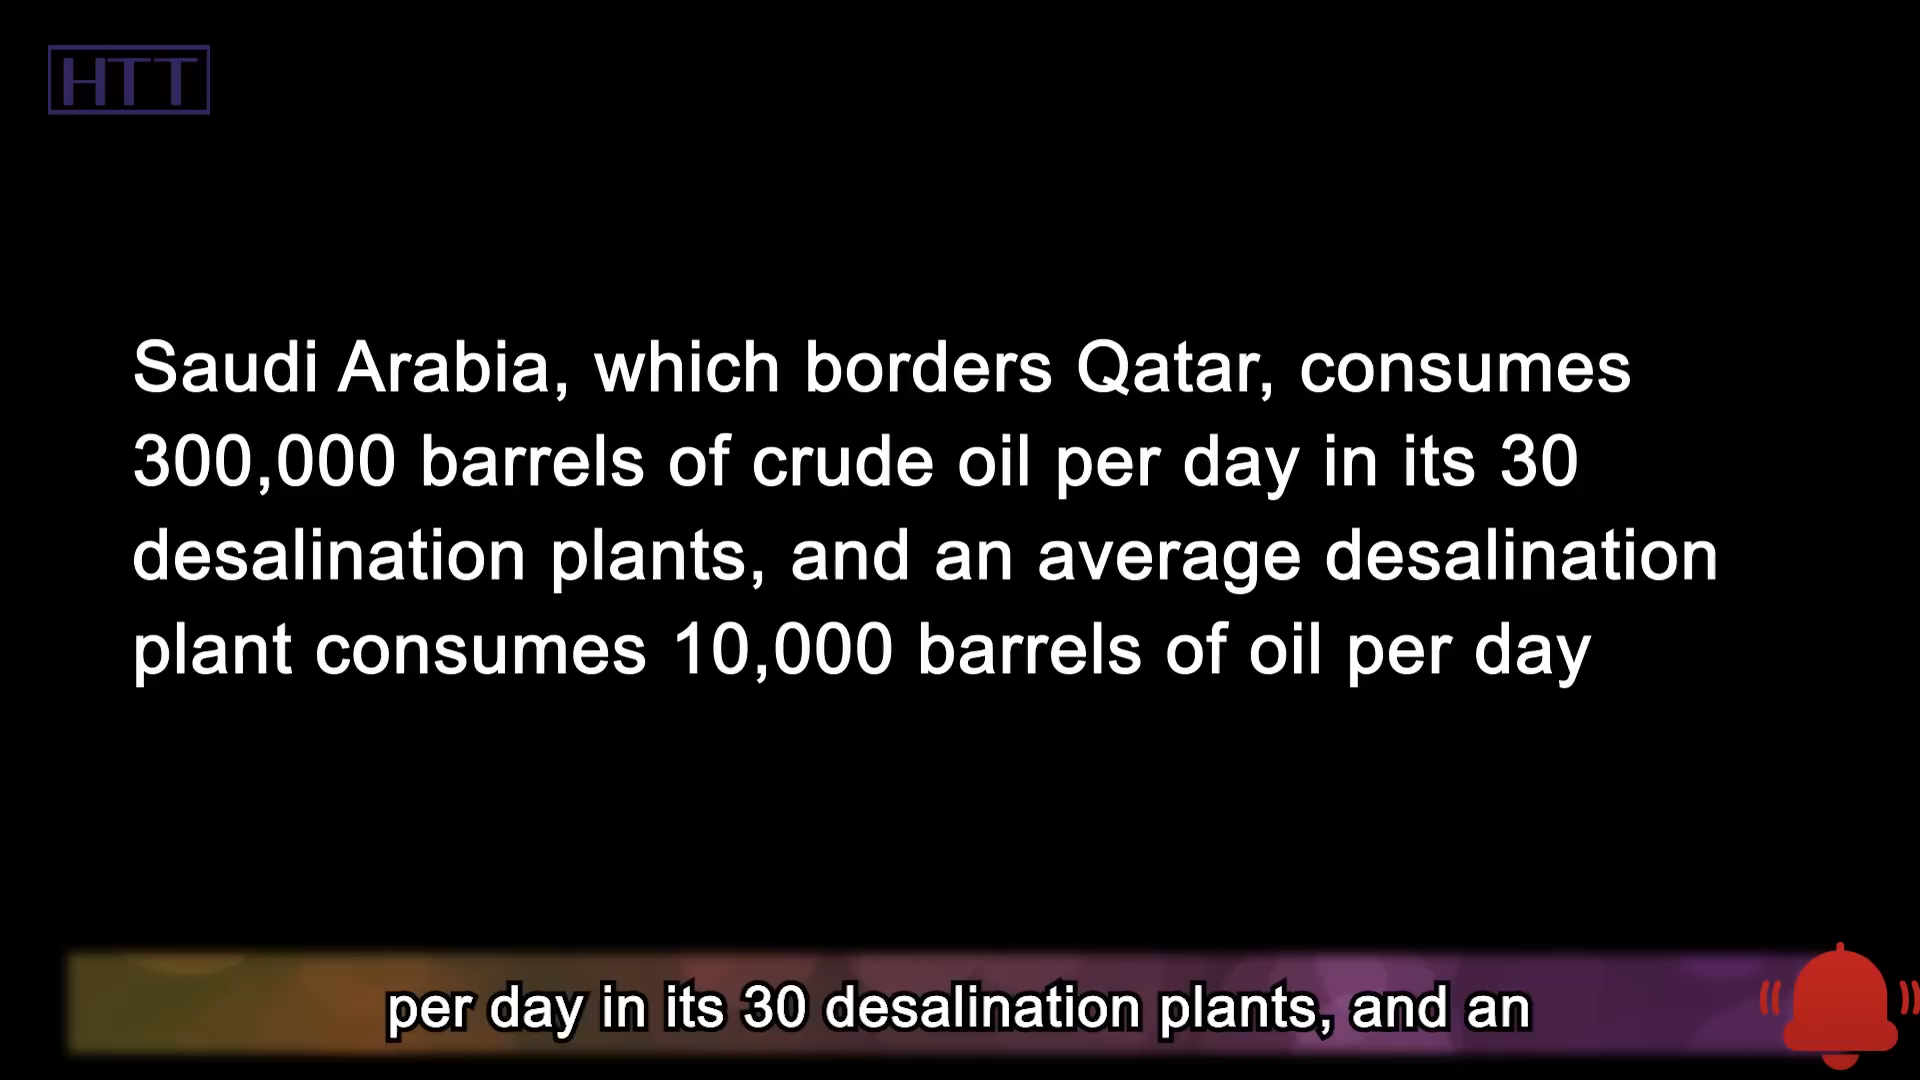 HTT
Saudi Arabia, which borders Qatar, consumes
300,000 barrels of crude oil per day in its 30
desalination plants, and an average desalination
plant consumes 10,000 barrels of oil per day
per day in its 30 desalination plants, and an